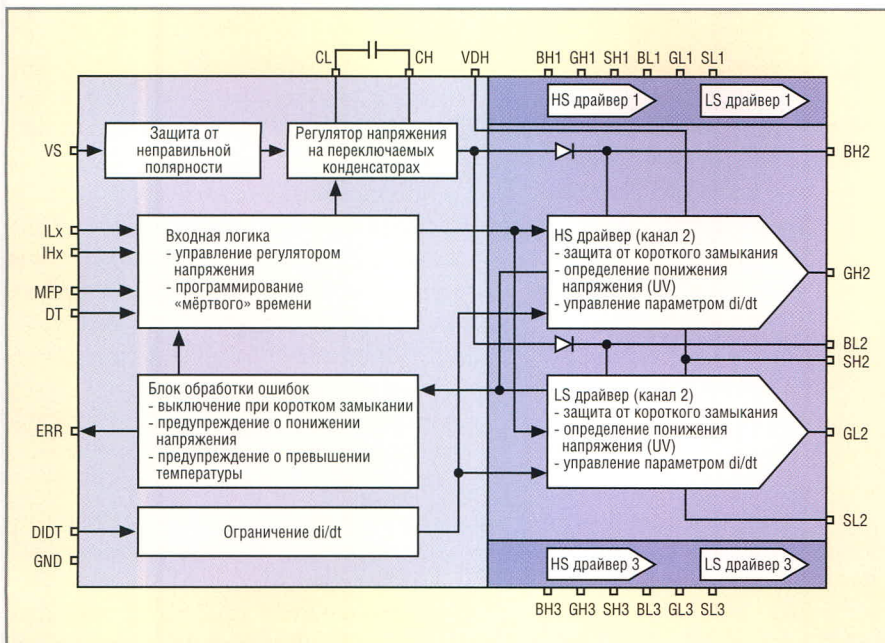 CL CH VDH BH1 GH1 SH1 BL1 GL1 SL1
HS драйвер 1 LS драйвер 1
VS
Защита от
неправильной
полярности
Регулятор напряжения
на переключаемых
конденсаторах
BH2
ILx
IHx
MFP
DT
Входная логика
- управление регулятором
напряжения
- программирование
«мёртвого» времени
HS драйвер (канал 2)
- защита от короткого замыкания
- определение понижения
напряжения (UV)
- управление параметром di/dt
GH2
BL2
SH2
ERR
Блок обработки ошибок
- выключение при коротком замыкании
- предупреждение о понижении
напряжения
- предупреждение о превышении
температуры
LS драйвер (канал 2)
- защита от короткого замыкания
- определение понижения
напряжения (UV)
- управление параметром di/dt
GL2
DIDT
Ограничение di/dt
SL2
GND
HS драйвер 3 LS драйвер 3
BH3 GH3 SH3 BL3 GL3 SL3